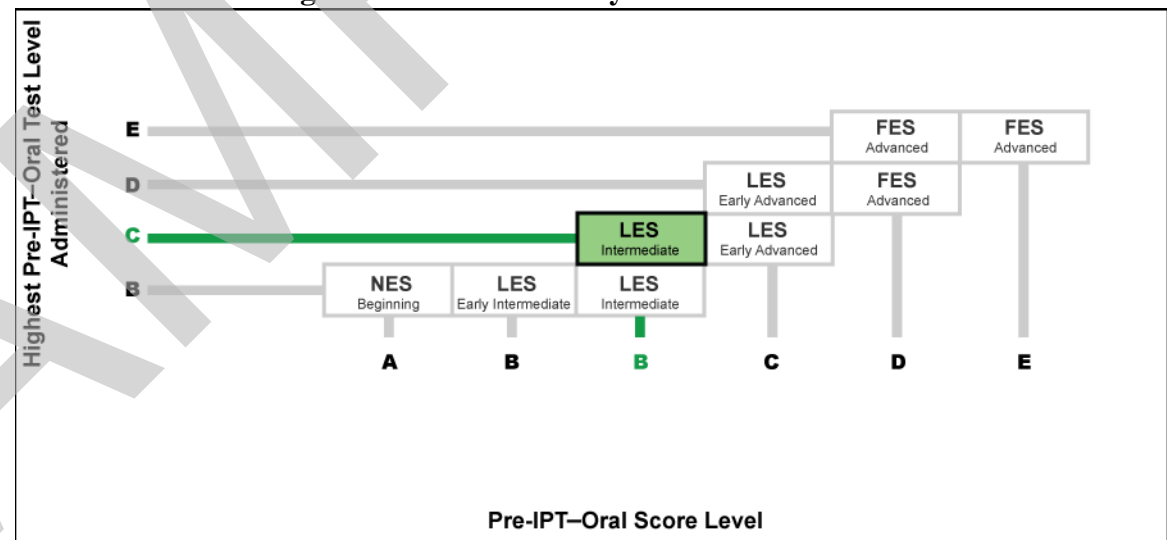 Highest Pre-IPT–Oral Test Level
Administered
E
FES
Advanced
FES
Advanced
D
LES
Early Advanced
FES
Advanced
C
LES
Intermediate
LES
Early Advanced
B
NES
Beginning
LES
Early Intermediate
LES
Intermediate
A
B
B
C
D
E
Pre-IPT–Oral Score Level